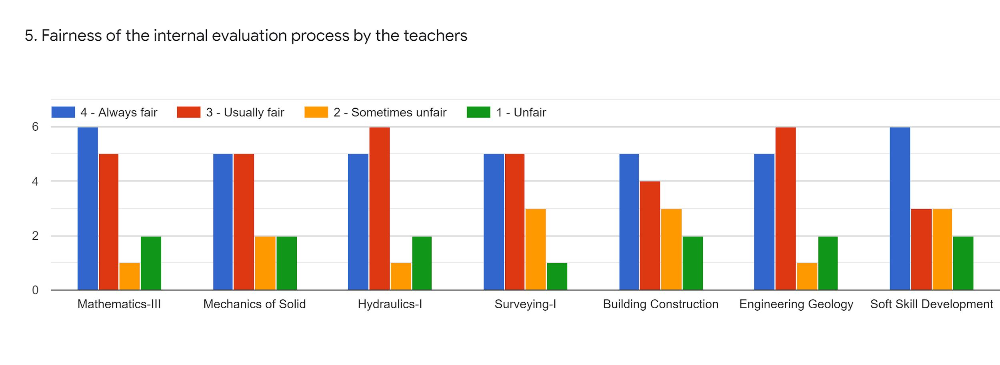 5. Fairness of the internal evaluation process by the teachers
4 - Always fair 3 - Usually fair 2 - Sometimes unfair 1 - Unfair
6
4
2
0
Mathematics-III Mechanics of Solid Hydraulics-I Surveying-I Building Construction Engineering Geology Soft Skill Development